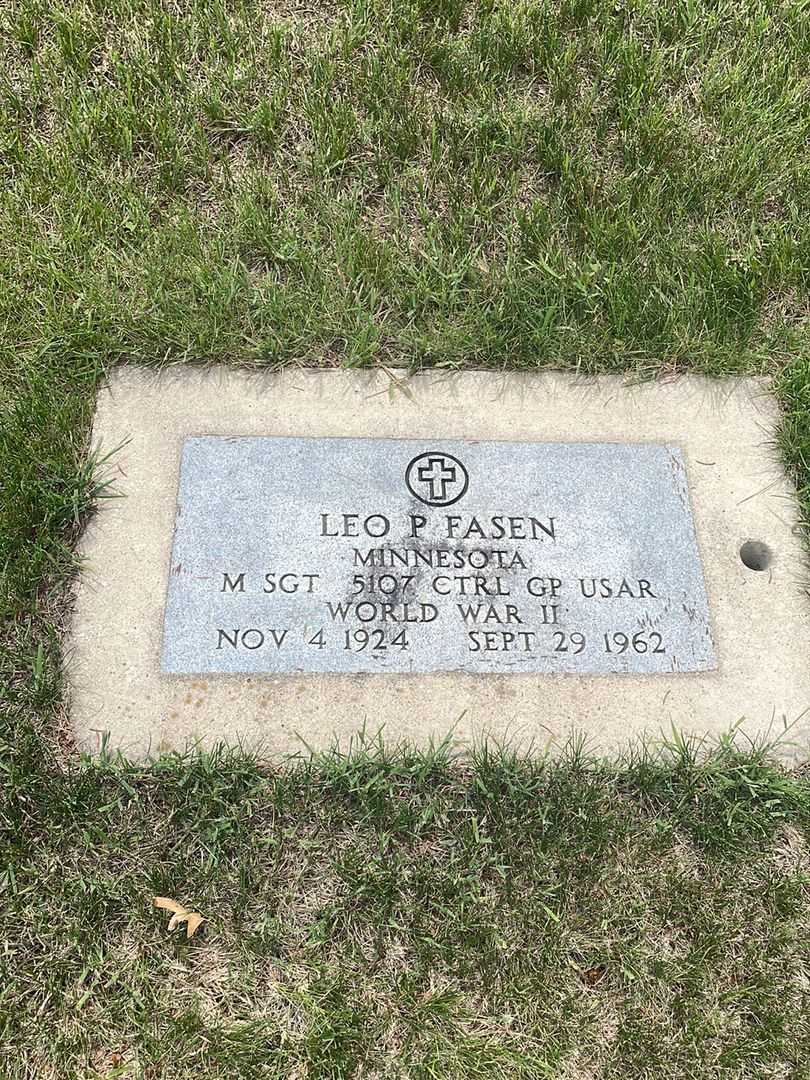 LEO P FASEN
MINNESOTA
M SGT 5107 CTRL GP USAR
WORLD WAR II
NOV 4 1924 SEPT 29 1962